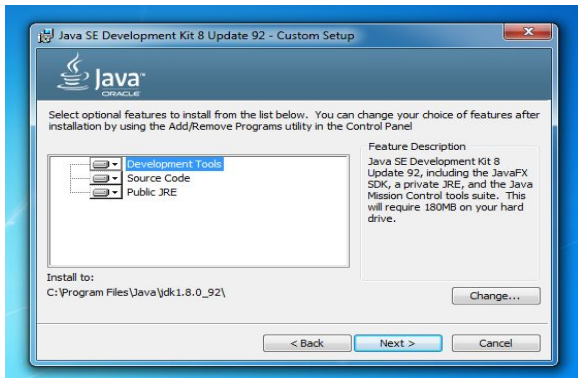 Java SE Development Kit 8 Update 92 - Custom Setup
Java™
ORACLE
Select optional features to install from the list below. You can change your choice of features after
installation by using the Add/Remove Programs utility in the Control Panel
Development Tools
Source Code
Public JRE
Feature Description
Java SE Development Kit 8
Update 92, including the JavaFX
SDK, a private JRE, and the Java
Mission Control tools suite. This
will require 180MB on your hard
drive.
Install to:
C:\Program Files\Java\jdk1.8.0_92\
Change...
< Back
Next >
Cancel